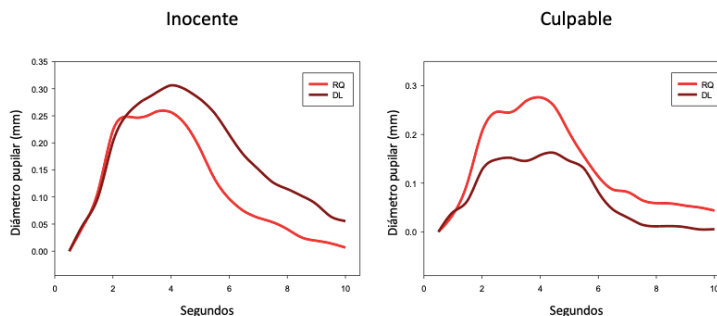 Inocente
Diámetro pupilar (mm)
0.35
0.30
0.25
0.20
0.15
0.10
0.05
0.00
RQ
DL
0 2 4 6 8 10
Segundos
Culpable
Diámetro pupilar (mm)
0.3
0.2
0.1
0.0
RQ
DL
0 2 4 6 8 10
Segundos